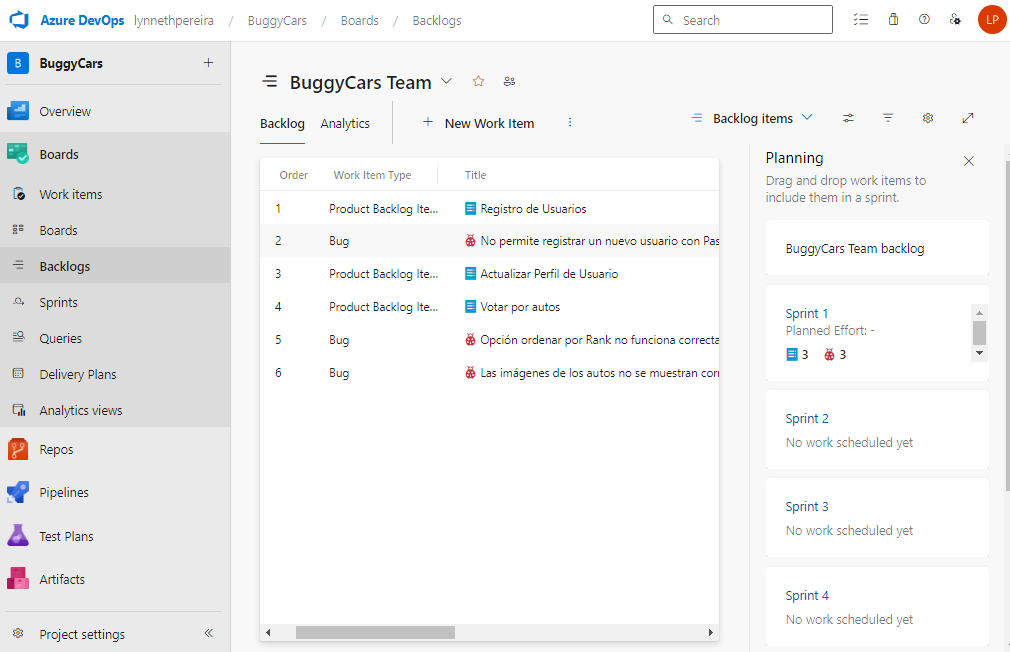 Azure DevOps lynnethpereira / BuggyCars / Boards / Backlogs
Search
LP
B BuggyCars
Overview
Boards
Work items
Boards
Backlogs
Sprints
Queries
Delivery Plans
Analytics views
Repos
Pipelines
Test Plans
Artifacts
Project settings
BuggyCars Team
Backlog Analytics
New Work Item
Backlog items
Order Work Item Type Title
1 Product Backlog Ite... Registro de Usuarios
2 Bug No permite registrar un nuevo usuario con Pas
3 Product Backlog Ite... Actualizar Perfil de Usuario
4 Product Backlog Ite... Votar por autos
5 Bug Opción ordenar por Rank no funciona correcta
6 Bug Las imágenes de los autos no se muestran corr
Planning
Drag and drop work items to
include them in a sprint.
BuggyCars Team backlog
Sprint 1
Planned Effort: -
3 3
Sprint 2
No work scheduled yet
Sprint 3
No work scheduled yet
Sprint 4
No work scheduled yet